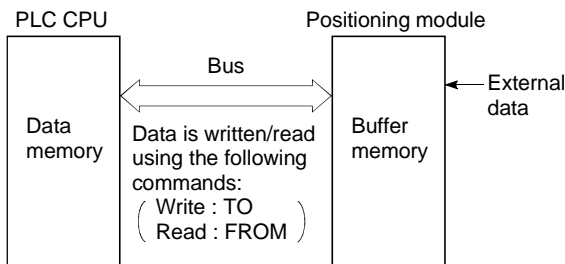 PLC CPU
Positioning module
Bus
External
data
Data
memory
Data is written/read
using the following
commands:
( Write : TO
Read : FROM )
Buffer
memory